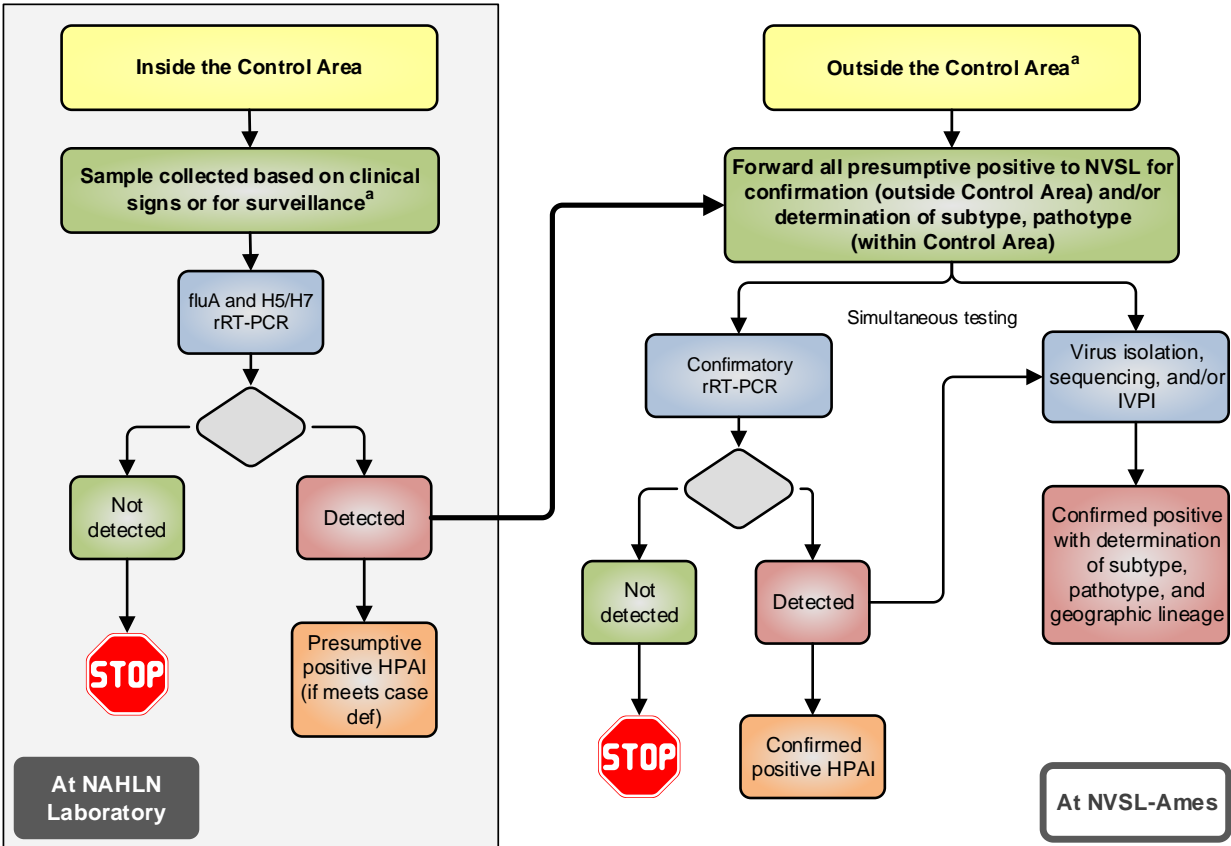 Inside the Control Area
Sample collected based on clinical
signs or for surveillancea
fluA and H5/H7
rRT-PCR
Not
detected
Detected
STOP
Presumptive
positive HPAI
(if meets case
def)
At NAHLN
Laboratory
Outside the Control Areaa
Forward all presumptive positive to NVSL for
confirmation (outside Control Area) and/or
determination of subtype, pathotype
(within Control Area)
Simultaneous testing
Confirmatory
rRT-PCR
Virus isolation,
sequencing, and/or
IVPI
Not
detected
Detected
Confirmed positive
with determination
of subtype,
pathotype, and
geographic lineage
STOP
Confirmed
positive HPAI
At NVSL-Ames